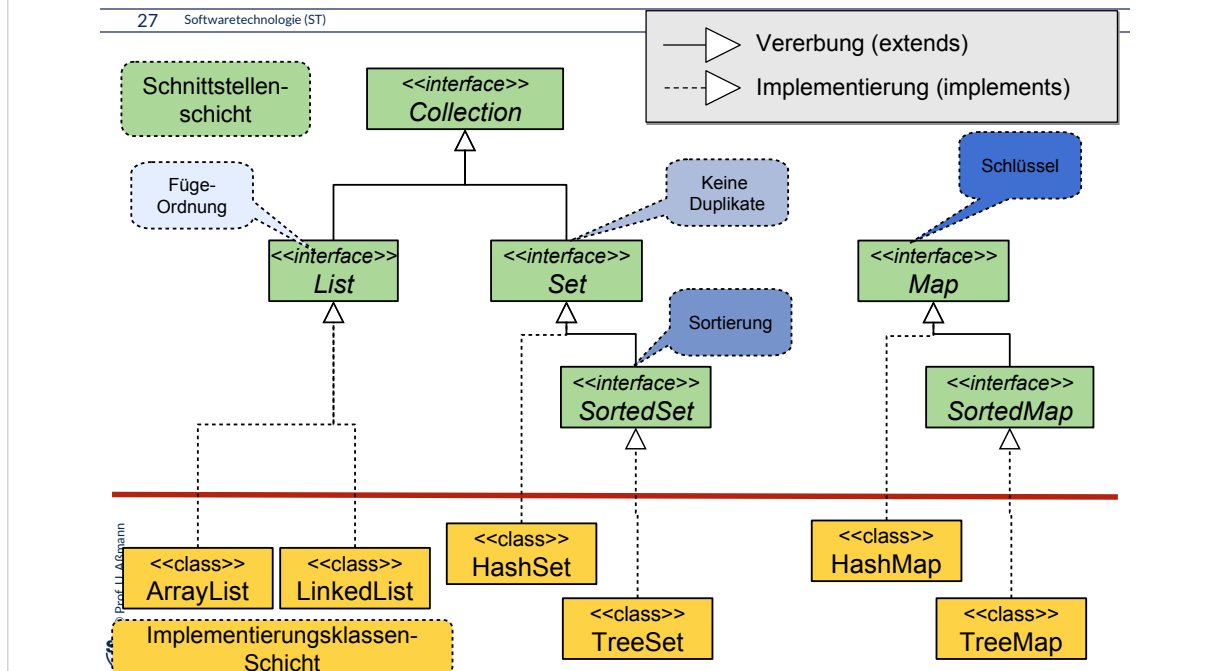 27 Softwaretechnologie (ST)
Vererbung (extends)
Implementierung (implements)
Schnittstellen-
schicht
<<interface>>
Collection
Füge-
Ordnung
Keine
Duplikate
Schlüssel
<<interface>>
List
<<interface>>
Set
<<interface>>
Map
Sortierung
<<interface>>
SortedSet
<<interface>>
SortedMap
© Prof. U. Aßmann
<<class>>
ArrayList
<<class>>
LinkedList
<<class>>
HashSet
<<class>>
HashMap
<<class>>
TreeSet
<<class>>
TreeMap
Implementierungsklassen-
Schicht